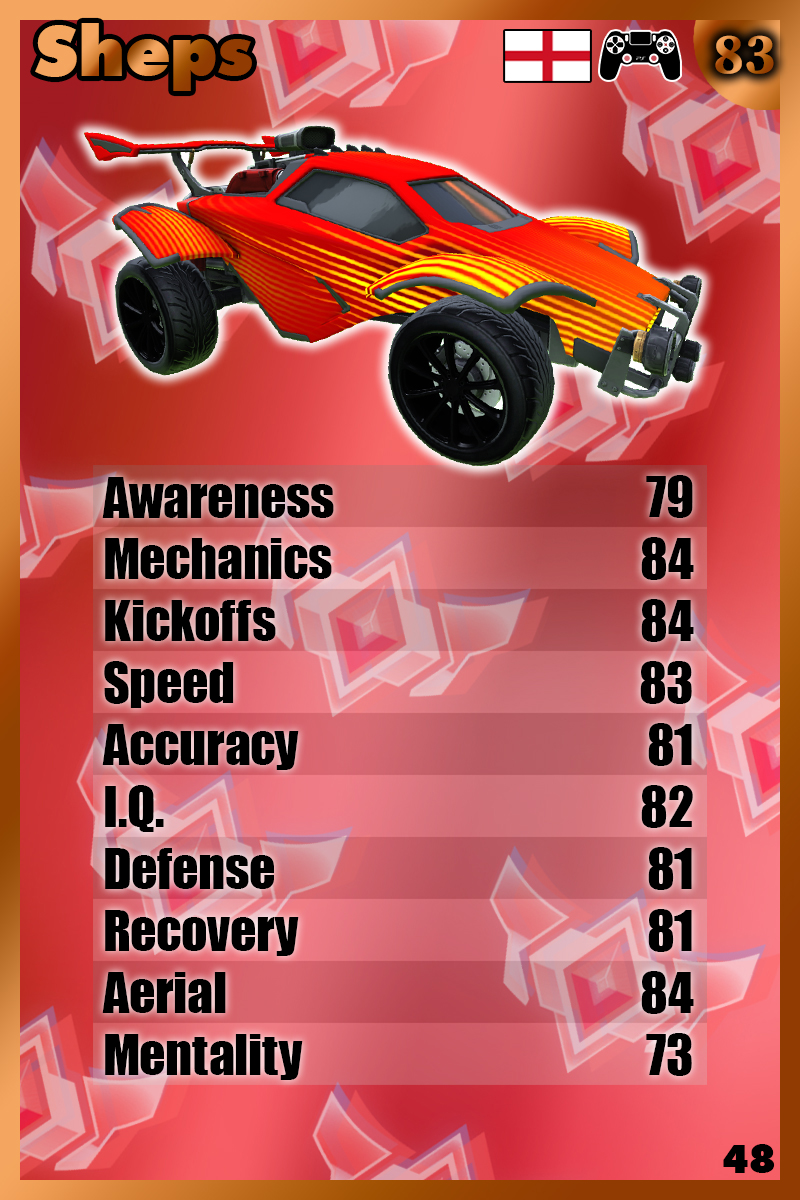 Sheps 83
Awareness 79
Mechanics 84
Kickoffs 84
Speed 83
Accuracy 81
I.Q. 82
Defense 81
Recovery 81
Aerial 84
Mentality 73
48